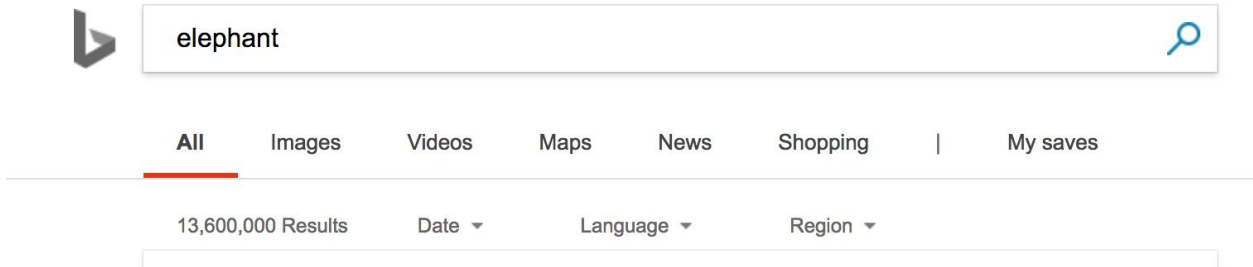 elephant
All Images Videos Maps News Shopping | My saves
13,600,000 Results Date Language Region